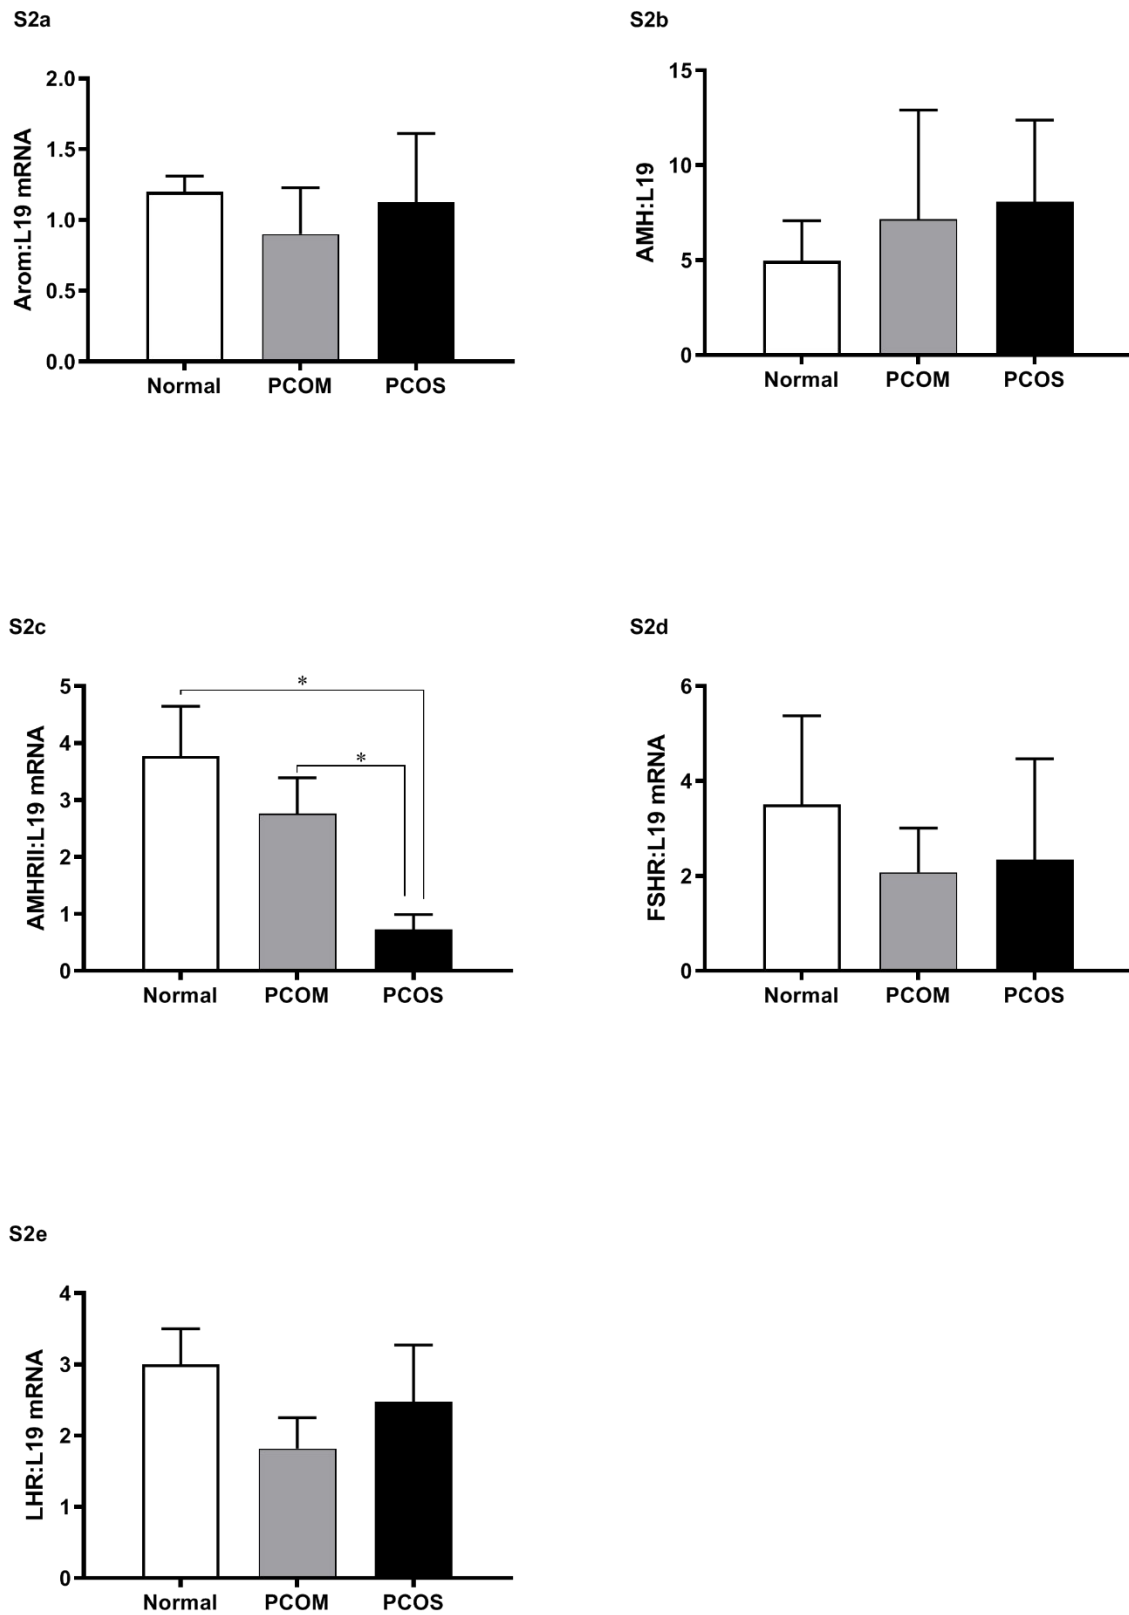 S2a
Arom:L19 mRNA
2.0
1.5
1.0
0.5
0.0
Normal PCOM PCOS
S2b
AMH:L19
15
10
5
0
Normal PCOM PCOS
S2c
AMHRII:L19 mRNA
5
4
3
2
1
0
*
*
Normal PCOM PCOS
S2d
FSHR:L19 mRNA
6
4
2
0
Normal PCOM PCOS
S2e
LHR:L19 mRNA
4
3
2
1
0
Normal PCOM PCOS